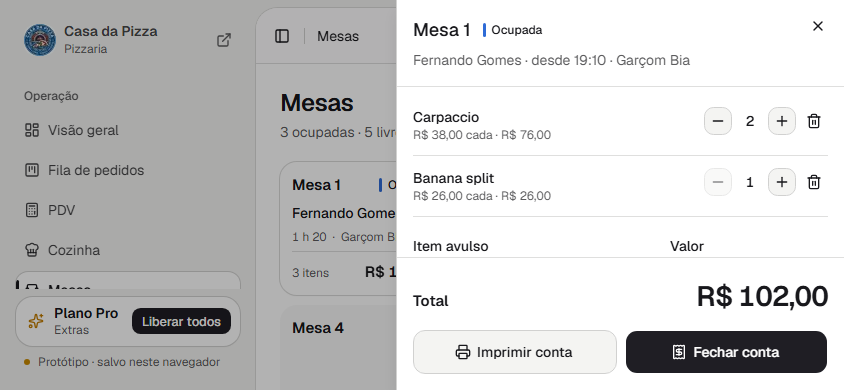 Casa da Pizza
Pizzaria
Operação
Visão geral
Fila de pedidos
PDV
Cozinha
Mesas
Plano Pro
Extras
Liberar todos
Protótipo · salvo neste navegador
Mesas
Mesas
3 ocupadas · 5 livr
Mesa 1
O
Fernando Gome
1 h 20 · Garçom B
3 itens
R$ 1
Mesa 4
Mesa 1
Ocupada
Fernando Gomes · desde 19:10 · Garçom Bia
Carpaccio
R$ 38,00 cada · R$ 76,00
2
Banana split
R$ 26,00 cada · R$ 26,00
1
Item avulso
Valor
Total
R$ 102,00
Imprimir conta
Fechar conta